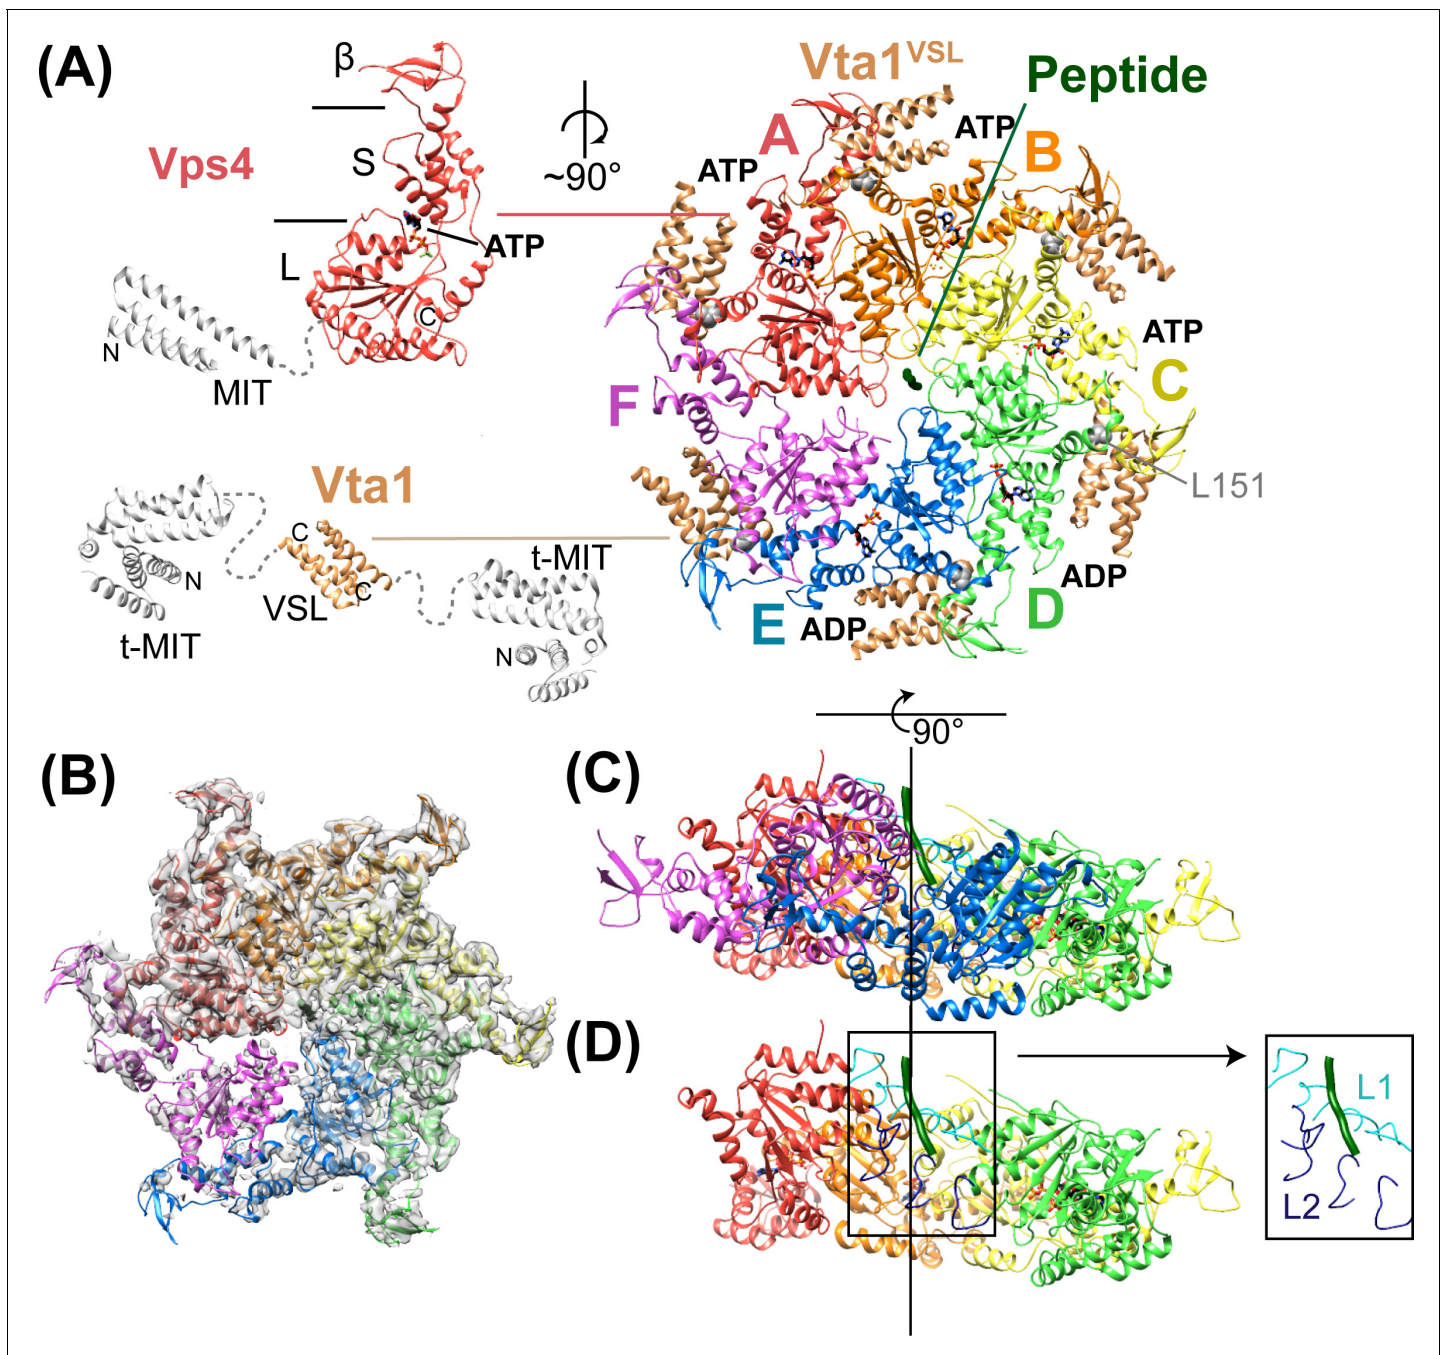 (A)
β
S
L
Vps4
ATP
C
N
MIT
~90°
Vta1VSL
Peptide
A
ATP
ATP
B
ATP
C
L151
F
ADP
D
E
ADP
Vta1
C
C
N
VSL
t-MIT
t-MIT
N
90°
(B)
(C)
(D)
L1
L2